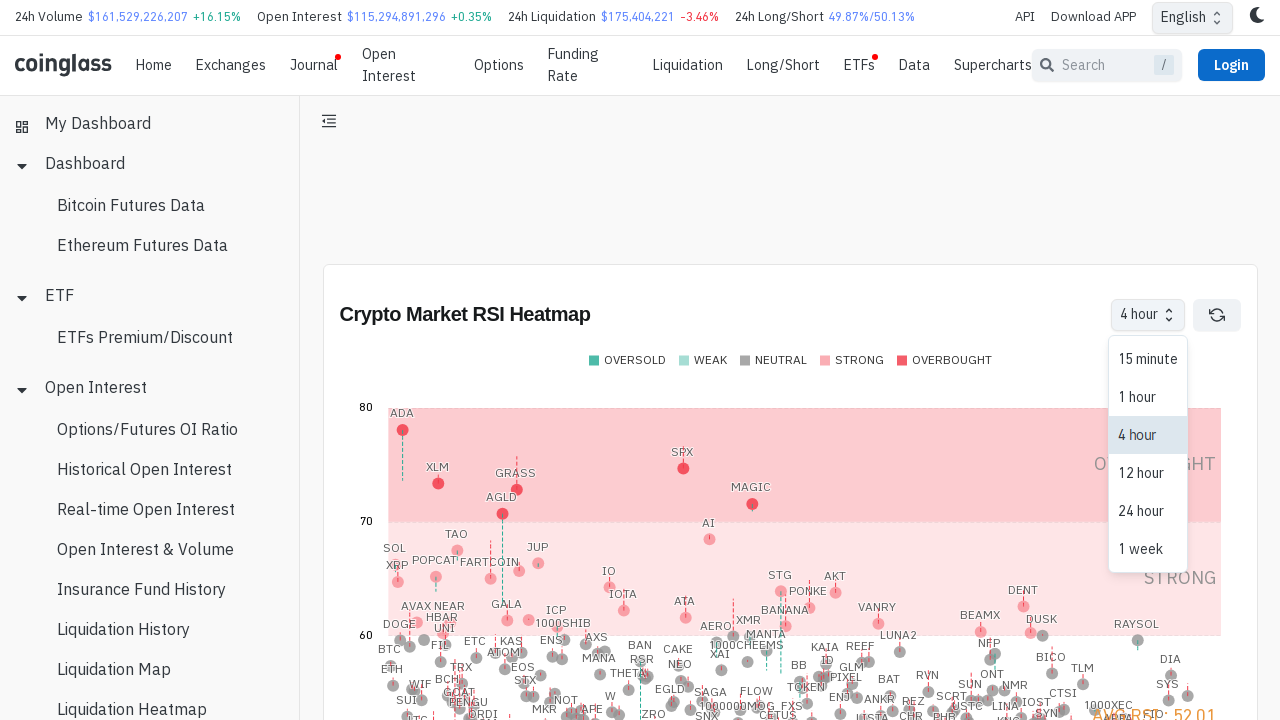 24h Volume $161,529,226,207 +16.15% Open Interest $115,294,891,296 +0.35% 24h Liquidation $175,404,221 -3.46% 24h Long/Short 49.87%/50.13% API Download APP English
coinglass Home Exchanges Journal Open Interest Options Funding Rate Liquidation Long/Short ETFs Data Supercharts Search / Login
My Dashboard
Dashboard
Bitcoin Futures Data
Ethereum Futures Data
ETF
ETFs Premium/Discount
Open Interest
Options/Futures OI Ratio
Historical Open Interest
Real-time Open Interest
Open Interest & Volume
Insurance Fund History
Liquidation History
Liquidation Map
Liquidation Heatmap
Crypto Market RSI Heatmap
4 hour
15 minute
1 hour
4 hour
12 hour
24 hour
1 week
OVERSOLD WEAK NEUTRAL STRONG OVERBOUGHT
80
ADA
SPX
XLM
GRASS
MAGIC
AGLD
70
AI
TAO
SOL
JUP
XRP
POPCAT
FARTCOIN
IO
STG
AKT
STRONG
IOTA
PONKE
DENT
ATA
GALA
AVAX NEAR
ICP
BANANA
VANRY
HBAR
BEAMX
DUSK
DOGE
UNI
1000SHIB
AERO
XMR
RAYSOL
60
MANTA
LUNA2
BTC
FIL
ETC
KAS
ENS
AXS
BAN
CAKE
1000CHEEMS
KAIA
REEF
NFP
ATOM
MANA
RSR
NEO
XAI
ID
BICO
DIA
ETH
TRX
EOS
THETA
BB
GLM
RVN
ONT
TLM
BCH
STX
PIXEL
BAT
SUN
NMR
SYS
WIF
GOAT
EGLD
SAGA
FLOW
TOKEN
ENJ
ANKR
REZ
SCRT
CTSI
SUI
PENGU
NOT
W
1000000MOG
FXS
USTC
LINA
IOST
1000XEC
MKR
APE
ZRO
SNX
CETUS
CHR
SYN